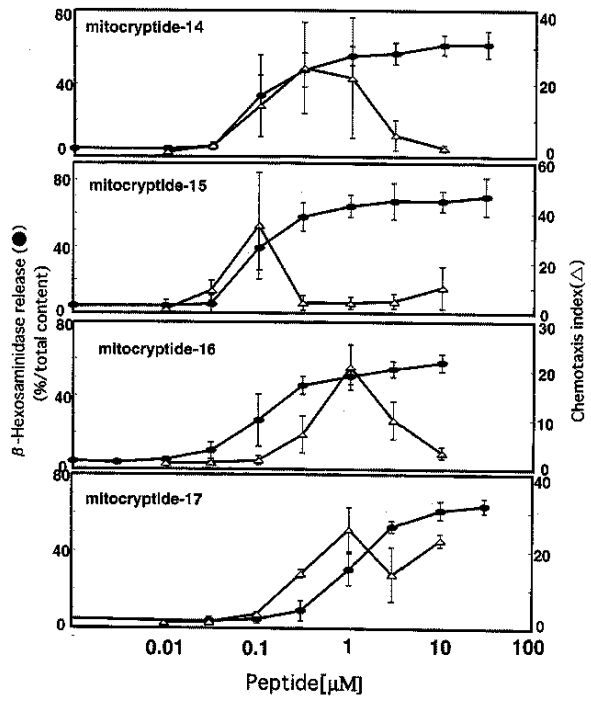 mitocryptide-14
80
40
0
40
20
0
mitocryptide-15
80
40
0
60
40
20
0
mitocryptide-16
80
40
0
30
20
10
0
mitocryptide-17
80
40
0
40
20
0
0.01 0.1 1 10 100
Peptide[μM]
β-Hexosaminidase release (●)
(%/total content)
Chemotaxis index(△)